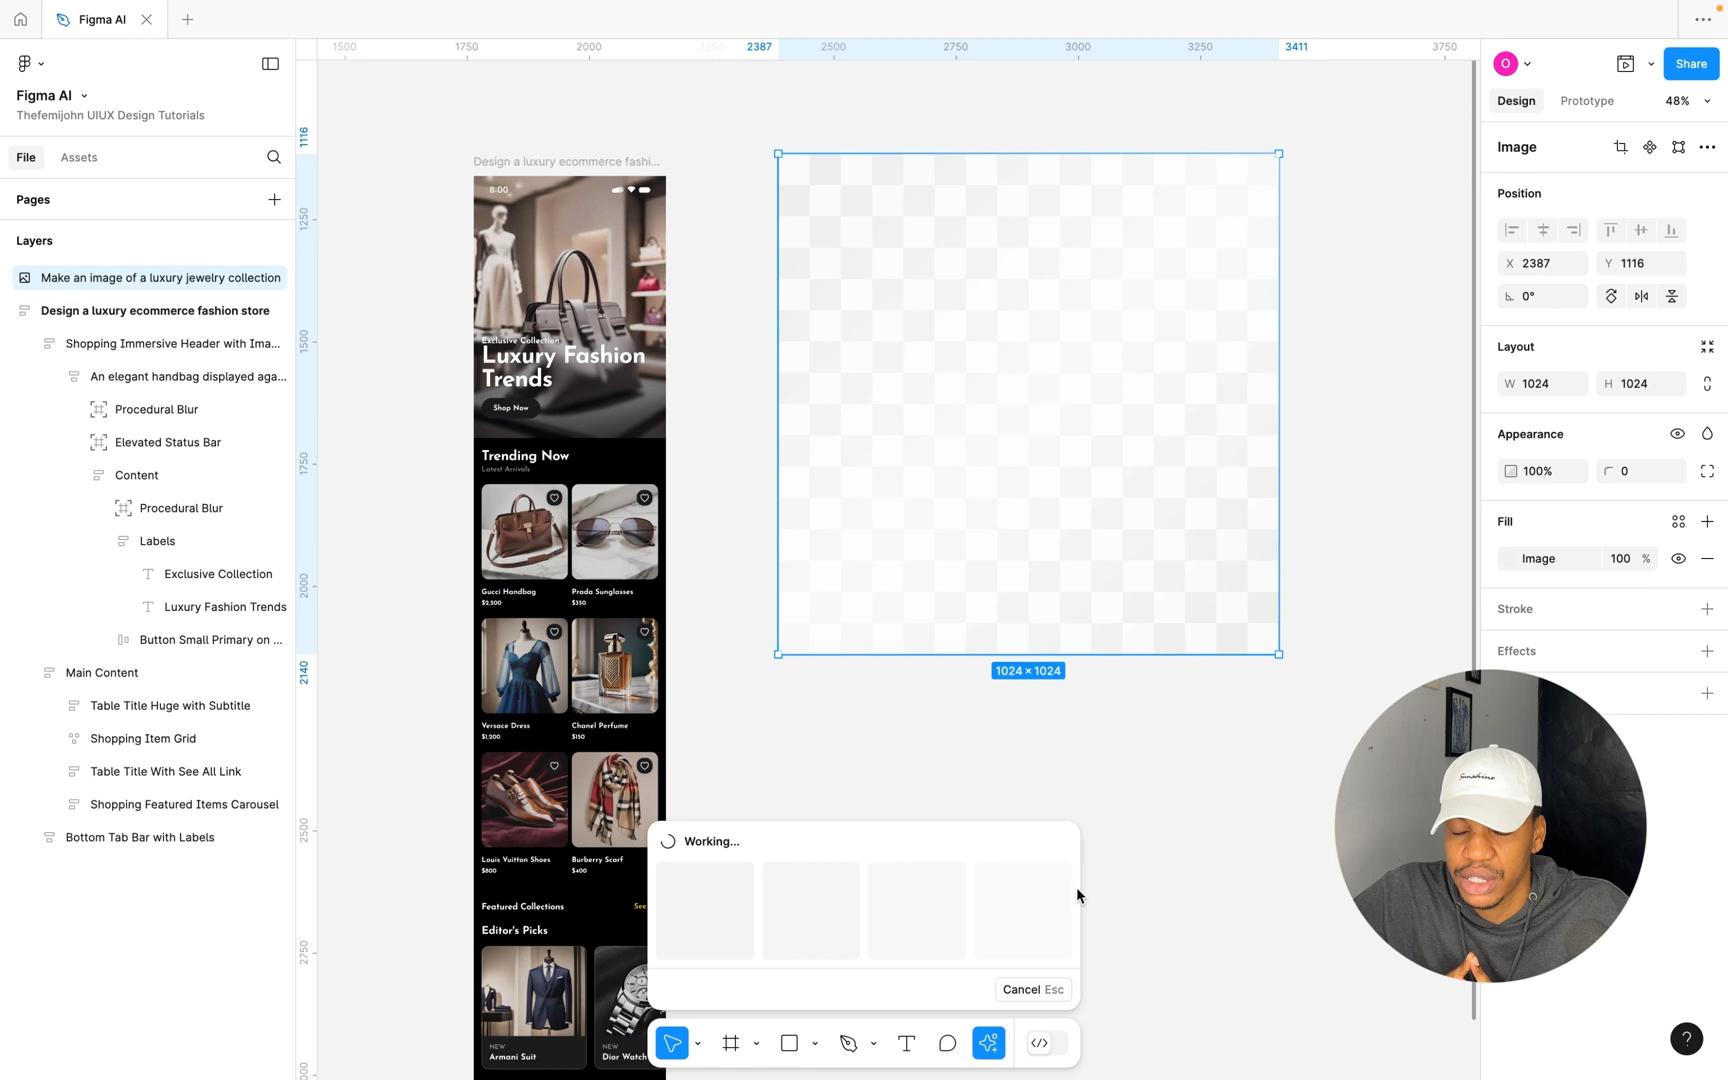 Figma AI
1500
1750
2000
2250
2387
2500
2750
3000
3250
3411
3750
O
Share
Figma AI
Thefemijohn UIUX Design Tutorials
Design
Prototype
48%
File
Assets
Pages
Layers
Make an image of a luxury jewelry collection
Design a luxury ecommerce fashion store
Shopping Immersive Header with Ima...
An elegant handbag displayed aga...
Procedural Blur
Elevated Status Bar
Content
Procedural Blur
Labels
Exclusive Collection
Luxury Fashion Trends
Button Small Primary on ...
Main Content
Table Title Huge with Subtitle
Shopping Item Grid
Table Title With See All Link
Shopping Featured Items Carousel
Bottom Tab Bar with Labels
1116
1250
1500
1750
2000
2140
2500
2750
Design a luxury ecommerce fashi...
8:00
Exclusive Collection
Luxury Fashion
Trends
Shop Now
Trending Now
Latest Arrivals
Gucci Handbag
$2,500
Prada Sunglasses
$350
Versace Dress
$1,200
Chanel Perfume
$150
Louis Vuitton Shoes
$800
Burberry Scarf
$400
Featured Collections
See
Editor's Picks
NEW
Armani Suit
NEW
Dior Watch
1024 × 1024
Working...
Cancel Esc
Image
Position
X 2387
Y 1116
0°
Layout
W 1024
H 1024
Appearance
100%
0
Fill
Image
100 %
Stroke
Effects
Sunshine
?